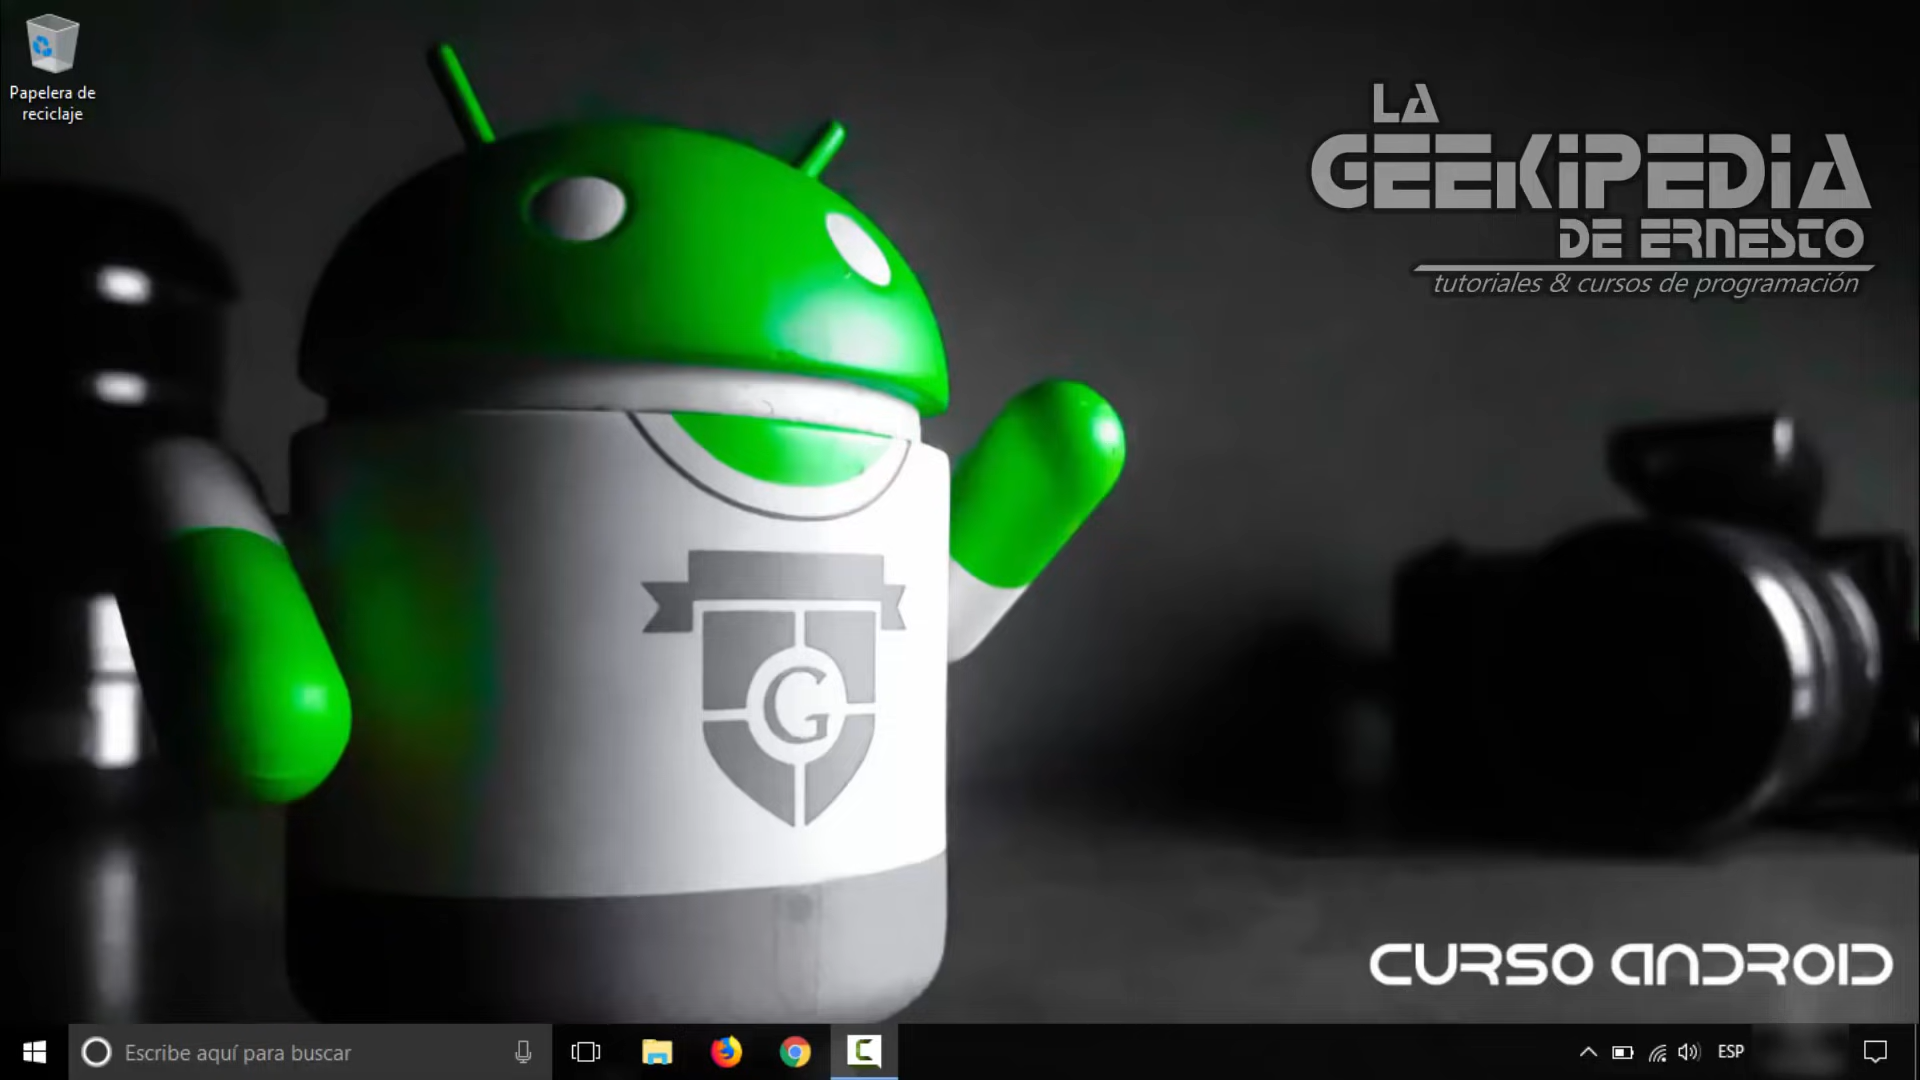 Papelera de
reciclaje
LA
GEEKIPEDIA
DE ERNESTO
tutoriales & cursos de programación
G
CURSO ANDROID
Escribe aquí para buscar
ESP